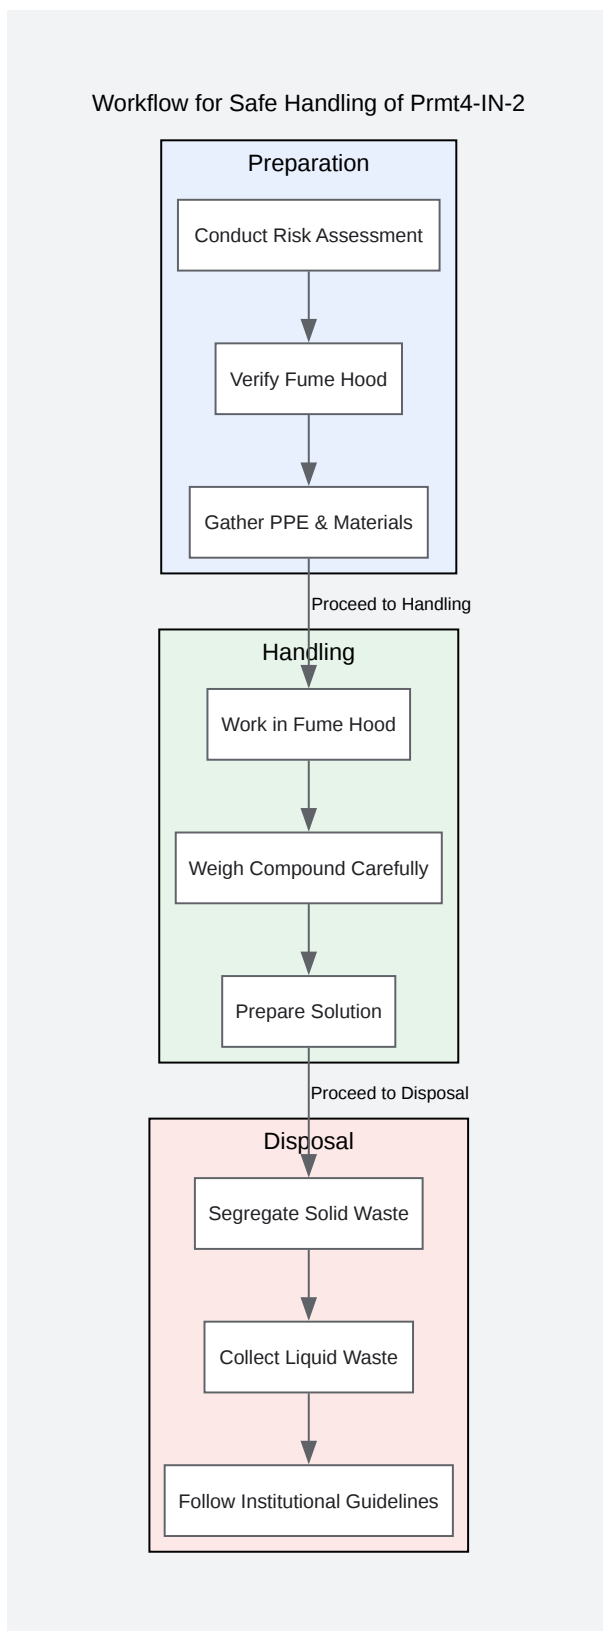 Workflow for Safe Handling of Prmt4-IN-2
Preparation
Conduct Risk Assessment
Verify Fume Hood
Gather PPE & Materials
Proceed to Handling
Handling
Work in Fume Hood
Weigh Compound Carefully
Prepare Solution
Proceed to Disposal
Disposal
Segregate Solid Waste
Collect Liquid Waste
Follow Institutional Guidelines